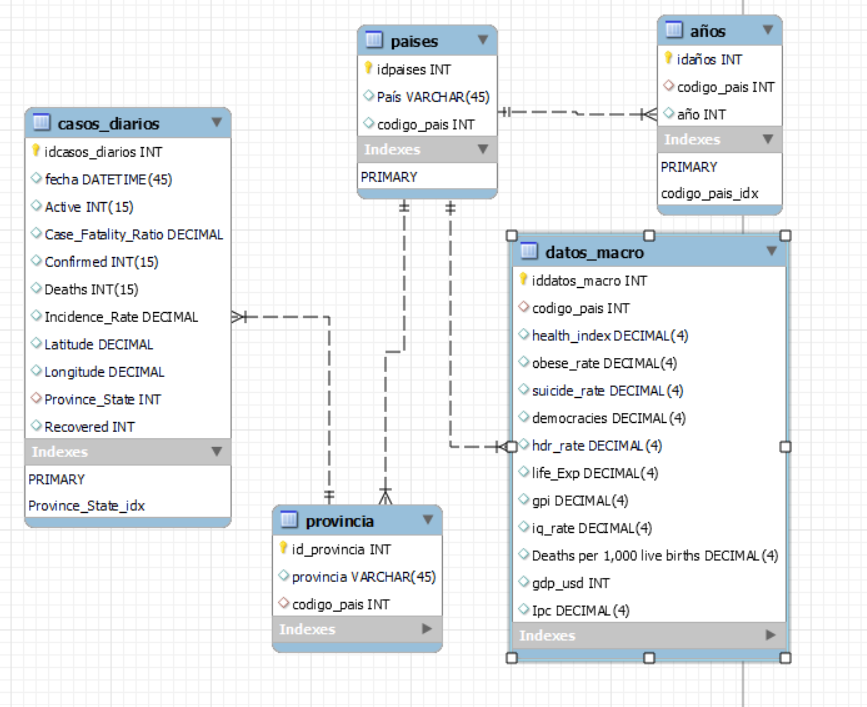 casos_diarios
idcasos_diarios INT
fecha DATETIME(45)
Active INT(15)
Case_Fatality_Ratio DECIMAL
Confirmed INT(15)
Deaths INT(15)
Incidence_Rate DECIMAL
Latitude DECIMAL
Longitude DECIMAL
Province_State INT
Recovered INT
Indexes
PRIMARY
Province_State_idx
paises
idpaises INT
País VARCHAR(45)
codigo_pais INT
Indexes
PRIMARY
años
idaños INT
codigo_pais INT
año INT
Indexes
PRIMARY
codigo_pais_idx
provincia
id_provincia INT
provincia VARCHAR(45)
codigo_pais INT
Indexes
datos_macro
iddatos_macro INT
codigo_pais INT
health_index DECIMAL(4)
obese_rate DECIMAL(4)
suicide_rate DECIMAL(4)
democracies DECIMAL(4)
hdr_rate DECIMAL(4)
life_Exp DECIMAL(4)
gpi DECIMAL(4)
iq_rate DECIMAL(4)
Deaths per 1,000 live births DECIMAL(4)
gdp_usd INT
Ipc DECIMAL(4)
Indexes